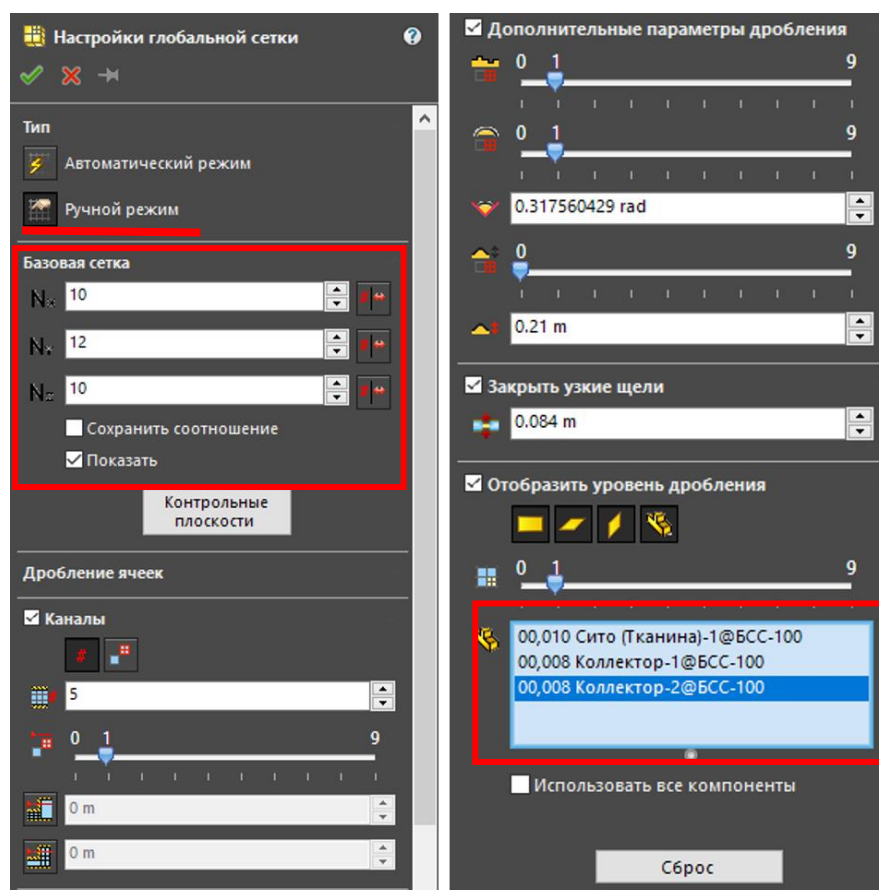 Настройки глобальной сетки
Тип
Автоматический режим
Ручной режим
Базовая сетка
Nx 10
Ny 12
Nz 10
Сохранить соотношение
Показать
Контрольные
плоскости
Дробление ячеек
Каналы
5
0 1 9
0 m
0 m
Дополнительные параметры дробления
0 1 9
0 1 9
0.317560429 rad
0 9
0.21 m
Закрыть узкие щели
0.084 m
Отобразить уровень дробления
0 1 9
00,010 Сито (Тканина)-1@БСС-100
00,008 Коллектор-1@БСС-100
00,008 Коллектор-2@БСС-100
Использовать все компоненты
Сброс